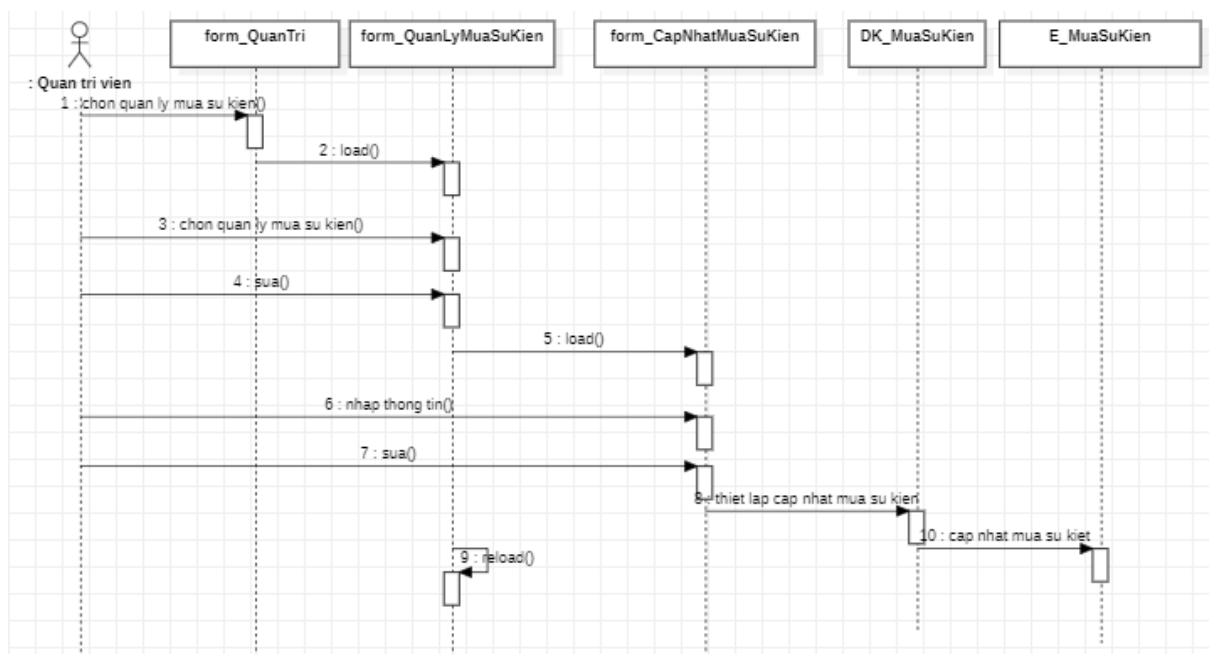 form_QuanTri
form_QuanLyMuaSuKien
form_CapNhatMuaSuKien
DK_MuaSuKien
E_MuaSuKien
: Quan tri vien
1 : chon quan ly mua su kien()
2 : load()
3 : chon quan ly mua su kien()
4 : sua()
5 : load()
6 : nhap thong tin()
7 : sua()
8 : thiet lap cap nhat mua su kien
10 : cap nhat mua su kiet
9 : reload()